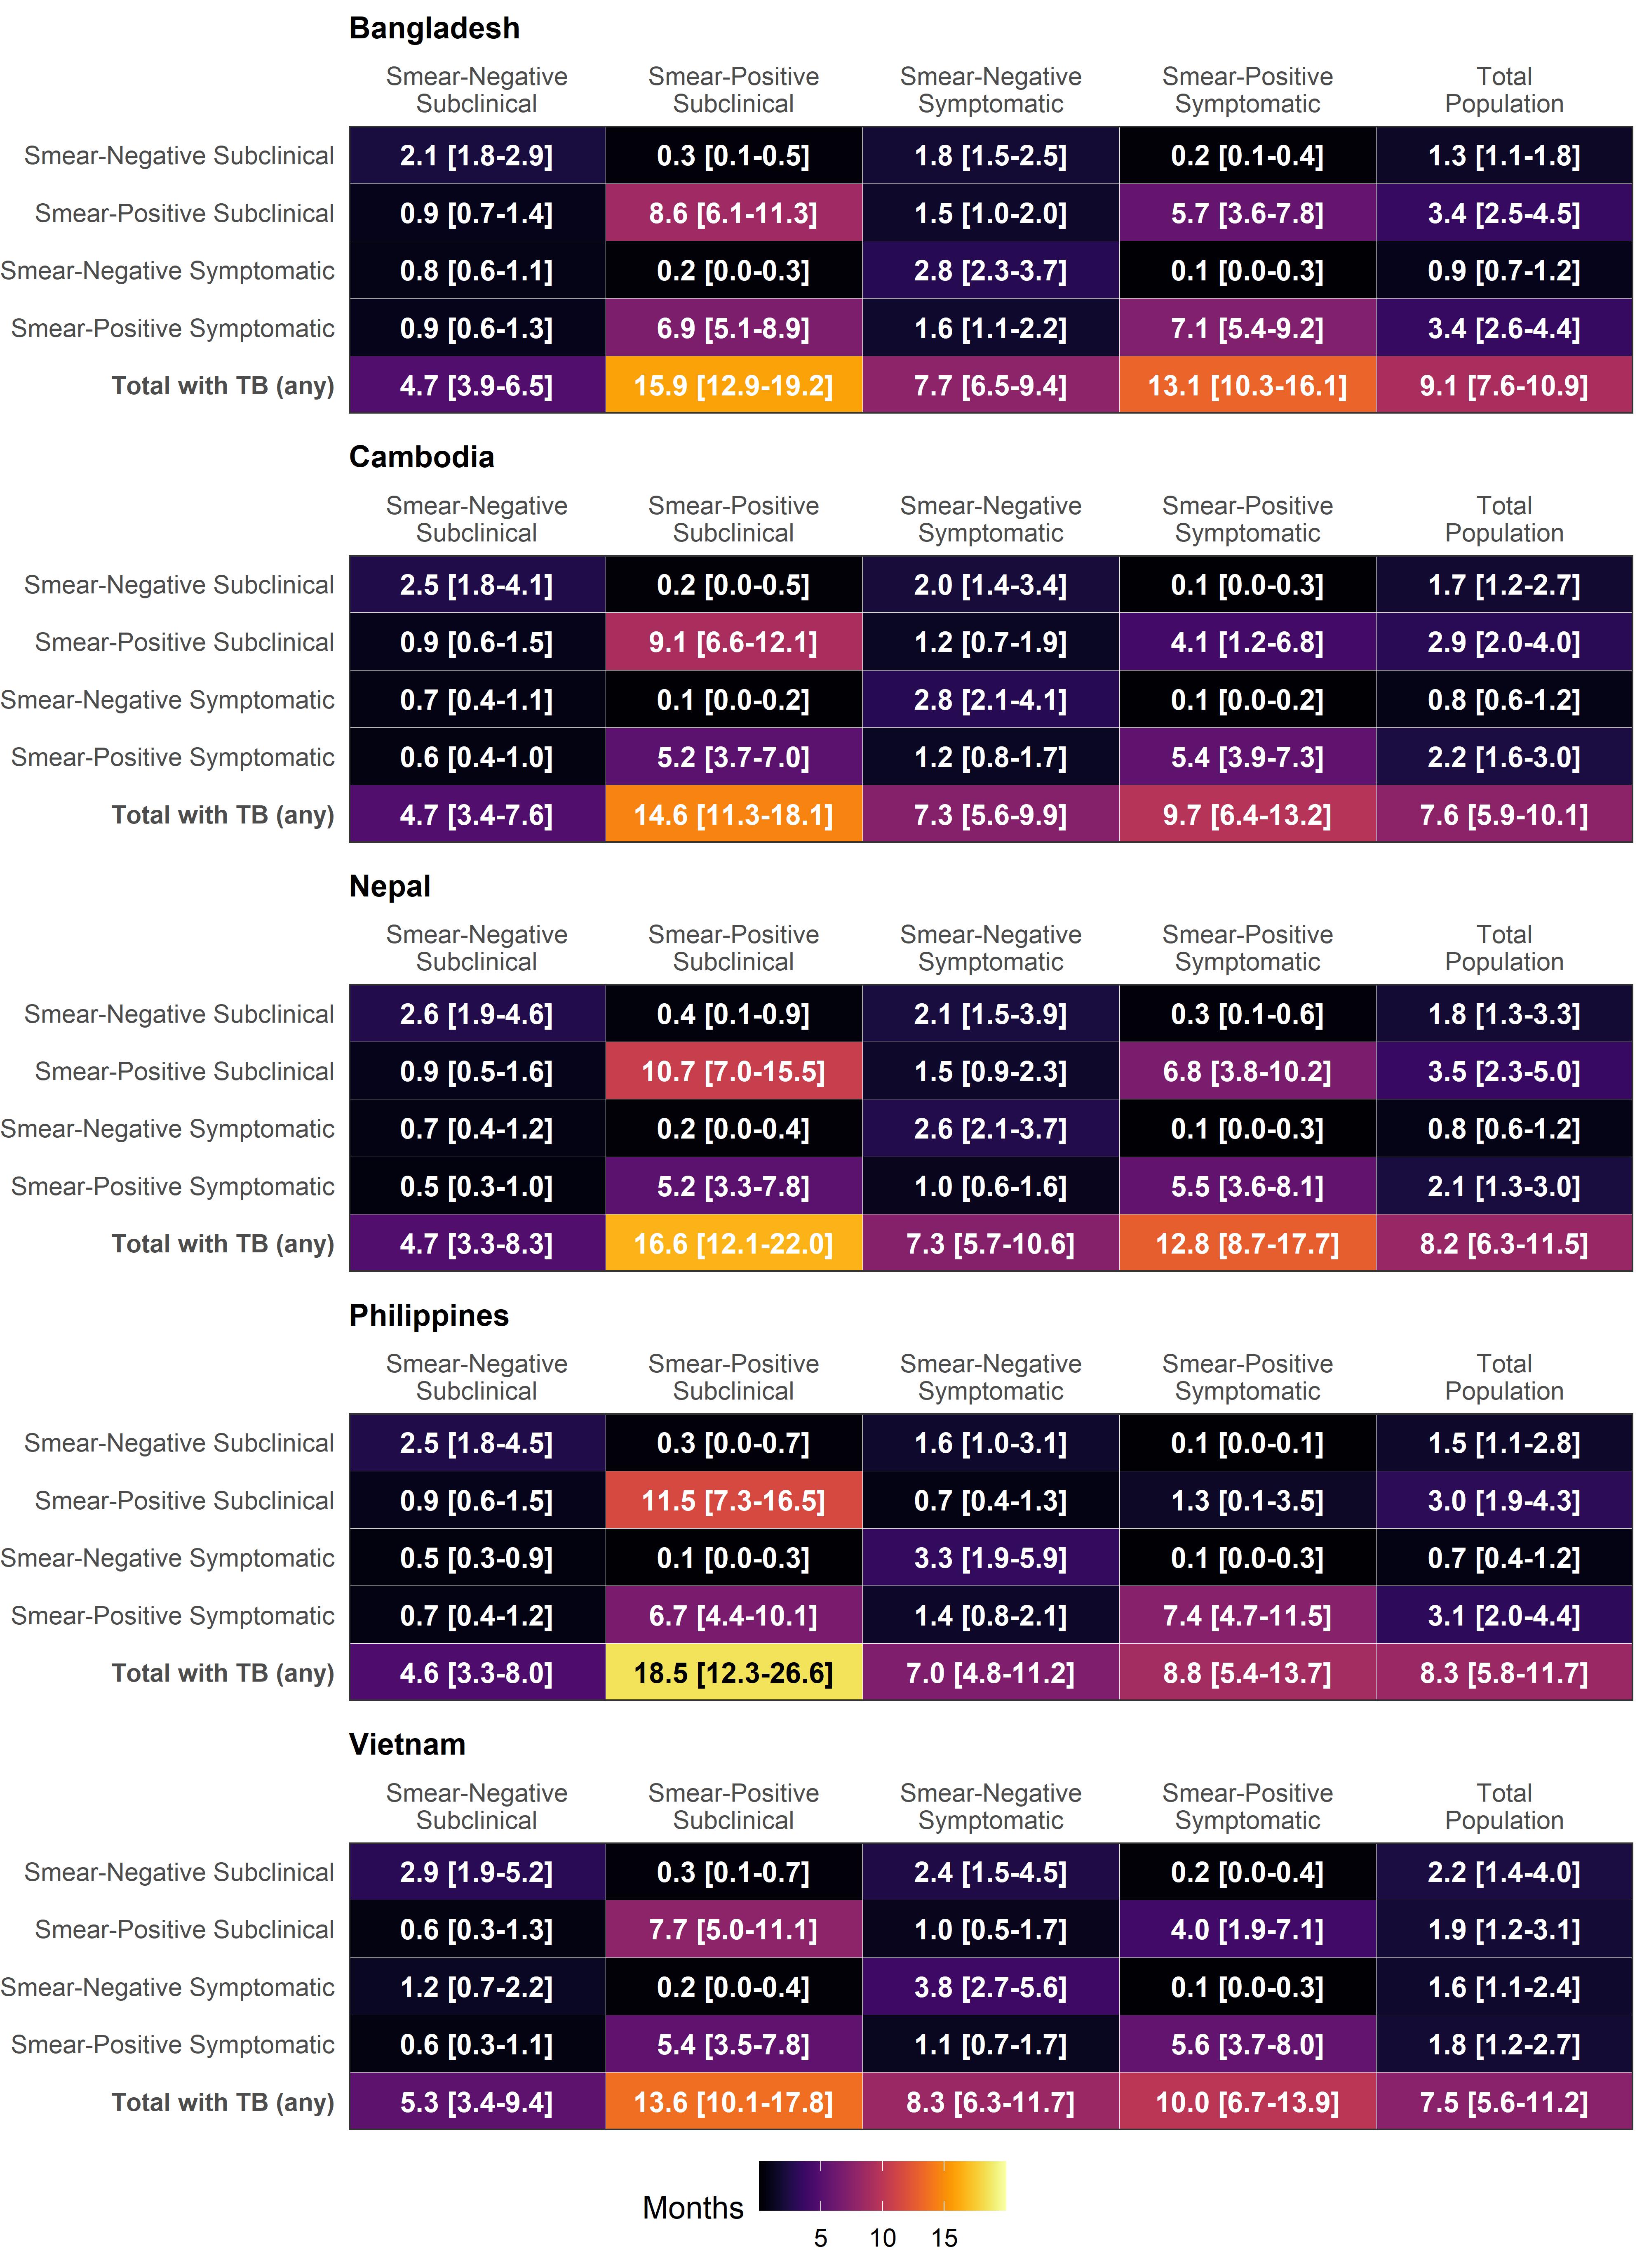 Bangladesh
Smear-Negative Smear-Positive Smear-Negative Smear-Positive Total
Subclinical Subclinical Symptomatic Symptomatic Population
Smear-Negative Subclinical 2.1 [1.8-2.9] 0.3 [0.1-0.5] 1.8 [1.5-2.5] 0.2 [0.1-0.4] 1.3 [1.1-1.8]
Smear-Positive Subclinical 0.9 [0.7-1.4] 8.6 [6.1-11.3] 1.5 [1.0-2.0] 5.7 [3.6-7.8] 3.4 [2.5-4.5]
Smear-Negative Symptomatic 0.8 [0.6-1.1] 0.2 [0.0-0.3] 2.8 [2.3-3.7] 0.1 [0.0-0.3] 0.9 [0.7-1.2]
Smear-Positive Symptomatic 0.9 [0.6-1.3] 6.9 [5.1-8.9] 1.6 [1.1-2.2] 7.1 [5.4-9.2] 3.4 [2.6-4.4]
Total with TB (any) 4.7 [3.9-6.5] 15.9 [12.9-19.2] 7.7 [6.5-9.4] 13.1 [10.3-16.1] 9.1 [7.6-10.9]
Cambodia
Smear-Negative Smear-Positive Smear-Negative Smear-Positive Total
Subclinical Subclinical Symptomatic Symptomatic Population
Smear-Negative Subclinical 2.5 [1.8-4.1] 0.2 [0.0-0.5] 2.0 [1.4-3.4] 0.1 [0.0-0.3] 1.7 [1.2-2.7]
Smear-Positive Subclinical 0.9 [0.6-1.5] 9.1 [6.6-12.1] 1.2 [0.7-1.9] 4.1 [1.2-6.8] 2.9 [2.0-4.0]
Smear-Negative Symptomatic 0.7 [0.4-1.1] 0.1 [0.0-0.2] 2.8 [2.1-4.1] 0.1 [0.0-0.2] 0.8 [0.6-1.2]
Smear-Positive Symptomatic 0.6 [0.4-1.0] 5.2 [3.7-7.0] 1.2 [0.8-1.7] 5.4 [3.9-7.3] 2.2 [1.6-3.0]
Total with TB (any) 4.7 [3.4-7.6] 14.6 [11.3-18.1] 7.3 [5.6-9.9] 9.7 [6.4-13.2] 7.6 [5.9-10.1]
Nepal
Smear-Negative Smear-Positive Smear-Negative Smear-Positive Total
Subclinical Subclinical Symptomatic Symptomatic Population
Smear-Negative Subclinical 2.6 [1.9-4.6] 0.4 [0.1-0.9] 2.1 [1.5-3.9] 0.3 [0.1-0.6] 1.8 [1.3-3.3]
Smear-Positive Subclinical 0.9 [0.5-1.6] 10.7 [7.0-15.5] 1.5 [0.9-2.3] 6.8 [3.8-10.2] 3.5 [2.3-5.0]
Smear-Negative Symptomatic 0.7 [0.4-1.2] 0.2 [0.0-0.4] 2.6 [2.1-3.7] 0.1 [0.0-0.3] 0.8 [0.6-1.2]
Smear-Positive Symptomatic 0.5 [0.3-1.0] 5.2 [3.3-7.8] 1.0 [0.6-1.6] 5.5 [3.6-8.1] 2.1 [1.3-3.0]
Total with TB (any) 4.7 [3.3-8.3] 16.6 [12.1-22.0] 7.3 [5.7-10.6] 12.8 [8.7-17.7] 8.2 [6.3-11.5]
Philippines
Smear-Negative Smear-Positive Smear-Negative Smear-Positive Total
Subclinical Subclinical Symptomatic Symptomatic Population
Smear-Negative Subclinical 2.5 [1.8-4.5] 0.3 [0.0-0.7] 1.6 [1.0-3.1] 0.1 [0.0-0.1] 1.5 [1.1-2.8]
Smear-Positive Subclinical 0.9 [0.6-1.5] 11.5 [7.3-16.5] 0.7 [0.4-1.3] 1.3 [0.1-3.5] 3.0 [1.9-4.3]
Smear-Negative Symptomatic 0.5 [0.3-0.9] 0.1 [0.0-0.3] 3.3 [1.9-5.9] 0.1 [0.0-0.3] 0.7 [0.4-1.2]
Smear-Positive Symptomatic 0.7 [0.4-1.2] 6.7 [4.4-10.1] 1.4 [0.8-2.1] 7.4 [4.7-11.5] 3.1 [2.0-4.4]
Total with TB (any) 4.6 [3.3-8.0] 18.5 [12.3-26.6] 7.0 [4.8-11.2] 8.8 [5.4-13.7] 8.3 [5.8-11.7]
Vietnam
Smear-Negative Smear-Positive Smear-Negative Smear-Positive Total
Subclinical Subclinical Symptomatic Symptomatic Population
Smear-Negative Subclinical 2.9 [1.9-5.2] 0.3 [0.1-0.7] 2.4 [1.5-4.5] 0.2 [0.0-0.4] 2.2 [1.4-4.0]
Smear-Positive Subclinical 0.6 [0.3-1.3] 7.7 [5.0-11.1] 1.0 [0.5-1.7] 4.0 [1.9-7.1] 1.9 [1.2-3.1]
Smear-Negative Symptomatic 1.2 [0.7-2.2] 0.2 [0.0-0.4] 3.8 [2.7-5.6] 0.1 [0.0-0.3] 1.6 [1.1-2.4]
Smear-Positive Symptomatic 0.6 [0.3-1.1] 5.4 [3.5-7.8] 1.1 [0.7-1.7] 5.6 [3.7-8.0] 1.8 [1.2-2.7]
Total with TB (any) 5.3 [3.4-9.4] 13.6 [10.1-17.8] 8.3 [6.3-11.7] 10.0 [6.7-13.9] 7.5 [5.6-11.2]
Months
5 10 15